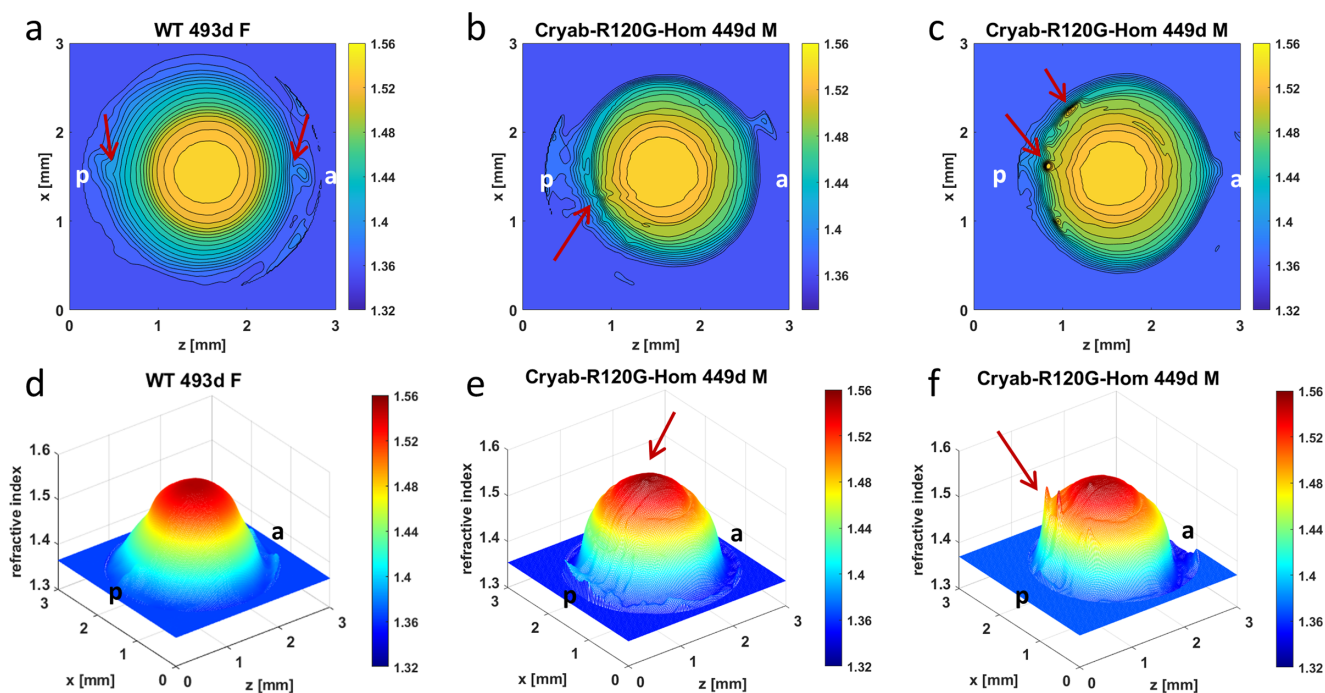 a
WT 493d F
x [mm]
3
2
1
0
p
a
0
1
2
3
z [mm]
1.56
1.52
1.48
1.44
1.4
1.36
1.32
b
Cryab-R120G-Hom 449d M
x [mm]
3
2
1
0
p
a
0
1
2
3
z [mm]
1.56
1.52
1.48
1.44
1.4
1.36
c
Cryab-R120G-Hom 449d M
x [mm]
3
2
1
0
p
a
0
1
2
3
z [mm]
1.56
1.52
1.48
1.44
1.4
1.36
1.32
d
WT 493d F
refractive index
1.6
1.5
1.4
1.3
a
p
3
2
1
0
x [mm]
0
1
2
3
z [mm]
1.56
1.52
1.48
1.44
1.4
1.36
1.32
e
Cryab-R120G-Hom 449d M
refractive index
1.6
1.5
1.4
1.3
a
p
3
2
1
0
x [mm]
0
1
2
3
z [mm]
1.56
1.52
1.48
1.44
1.4
1.36
1.32
f
Cryab-R120G-Hom 449d M
refractive index
1.6
1.5
1.4
1.3
a
p
3
2
1
0
x [mm]
0
1
2
3
z [mm]
1.56
1.52
1.48
1.44
1.4
1.36
1.32